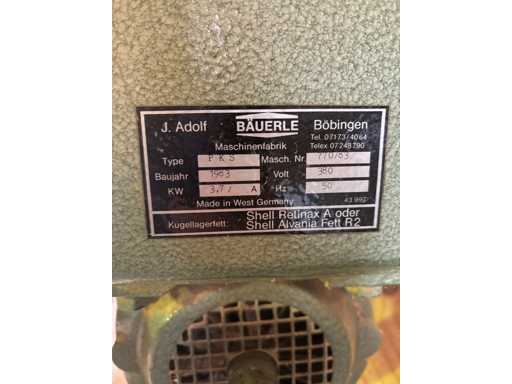 J. Adolf BÄUERLE Böbingen
Maschinenfabrik Tel. 07173/4064
Telex 07248790
Type PKS Masch. Nr.
Baujahr Volt 380
KW A Hz 50
Made in West Germany
Kugellagerfett: Shell Retinax A oder
Shell Alvania Fett R2